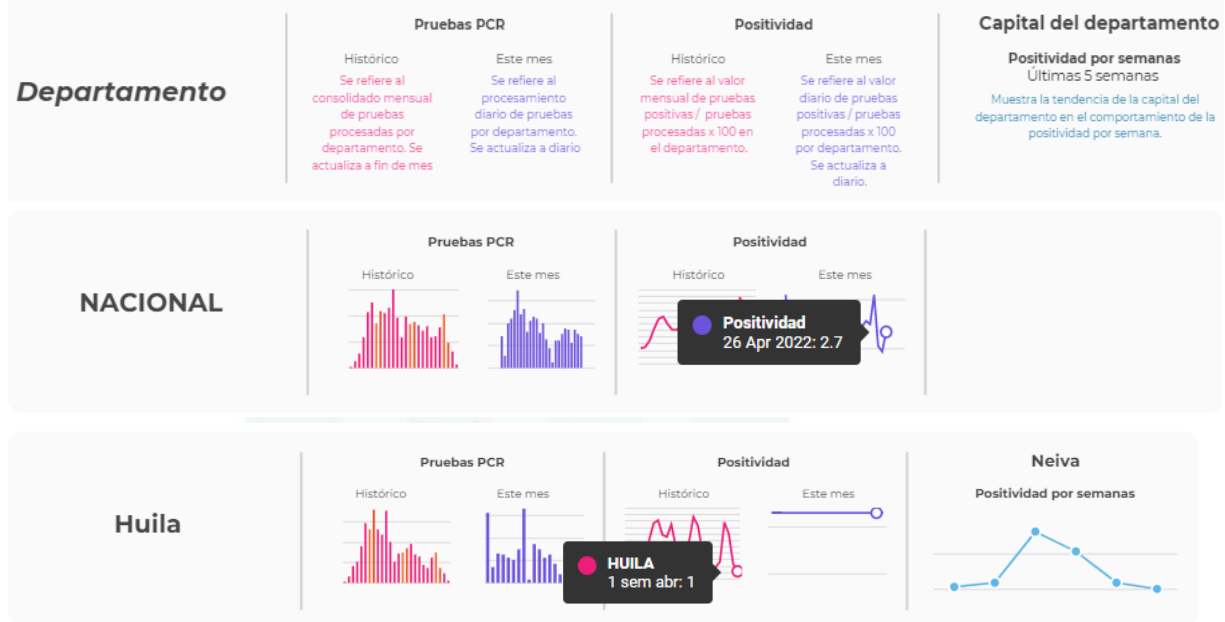 Departamento
Pruebas PCR
Histórico
Se refiere al
consolidado mensual
de pruebas
procesadas por
departamento. Se
actualiza a fin de mes
Este mes
Se refiere al
procesamiento
diario de pruebas
por departamento.
Se actualiza a diario
Positividad
Histórico
Se refiere al valor
mensual de pruebas
positivas / pruebas
procesadas x 100 en
el departamento.
Este mes
Se refiere al valor
diario de pruebas
positivas / pruebas
procesadas x 100
por departamento.
Se actualiza a
diario.
Capital del departamento
Positividad por semanas
Últimas 5 semanas
Muestra la tendencia de la capital del
departamento en el comportamiento de la
positividad por semana.
NACIONAL
Pruebas PCR
Histórico
Este mes
Positividad
Histórico
Este mes
Positividad
26 Apr 2022: 2.7
Huila
Pruebas PCR
Histórico
Este mes
Positividad
Histórico
Este mes
HUILA
1 sem abr: 1
Neiva
Positividad por semanas